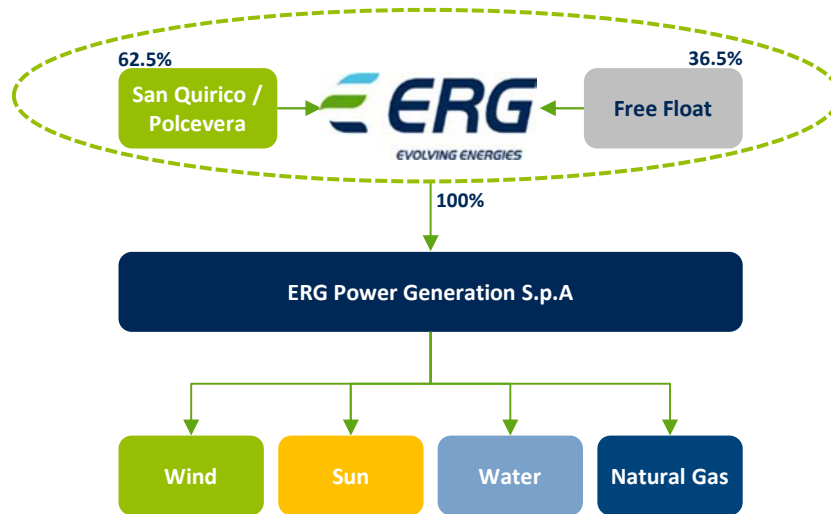 62.5%
36.5%
San Quirico /
Polcevera
ERG
EVOLVING ENERGIES
Free Float
100%
ERG Power Generation S.p.A
Wind
Sun
Water
Natural Gas